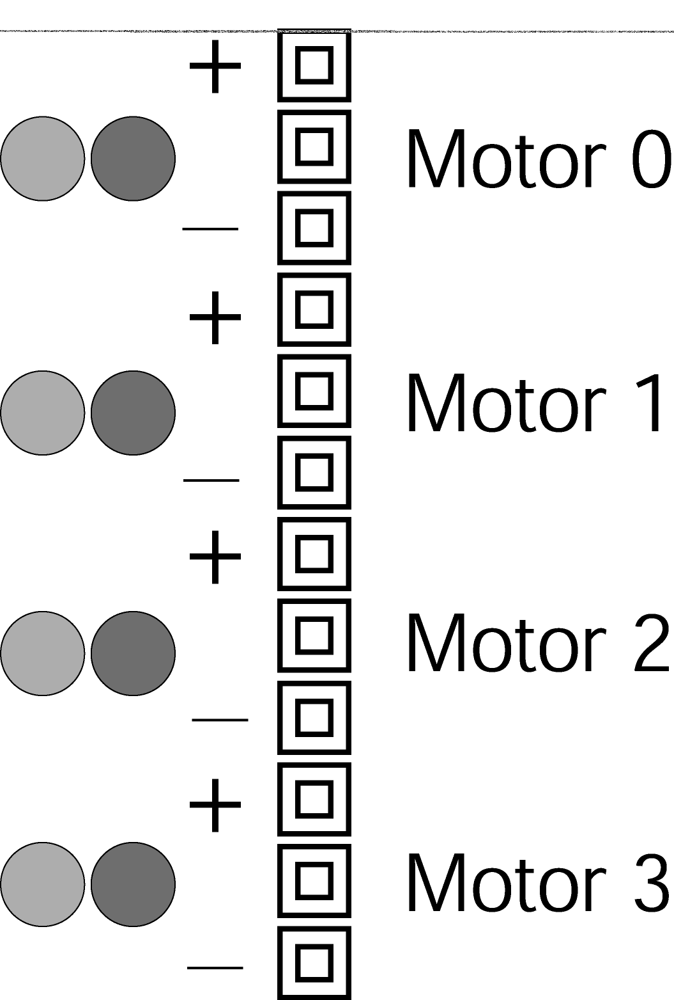 +
Motor 0
—
+
Motor 1
—
+
Motor 2
—
+
Motor 3
—